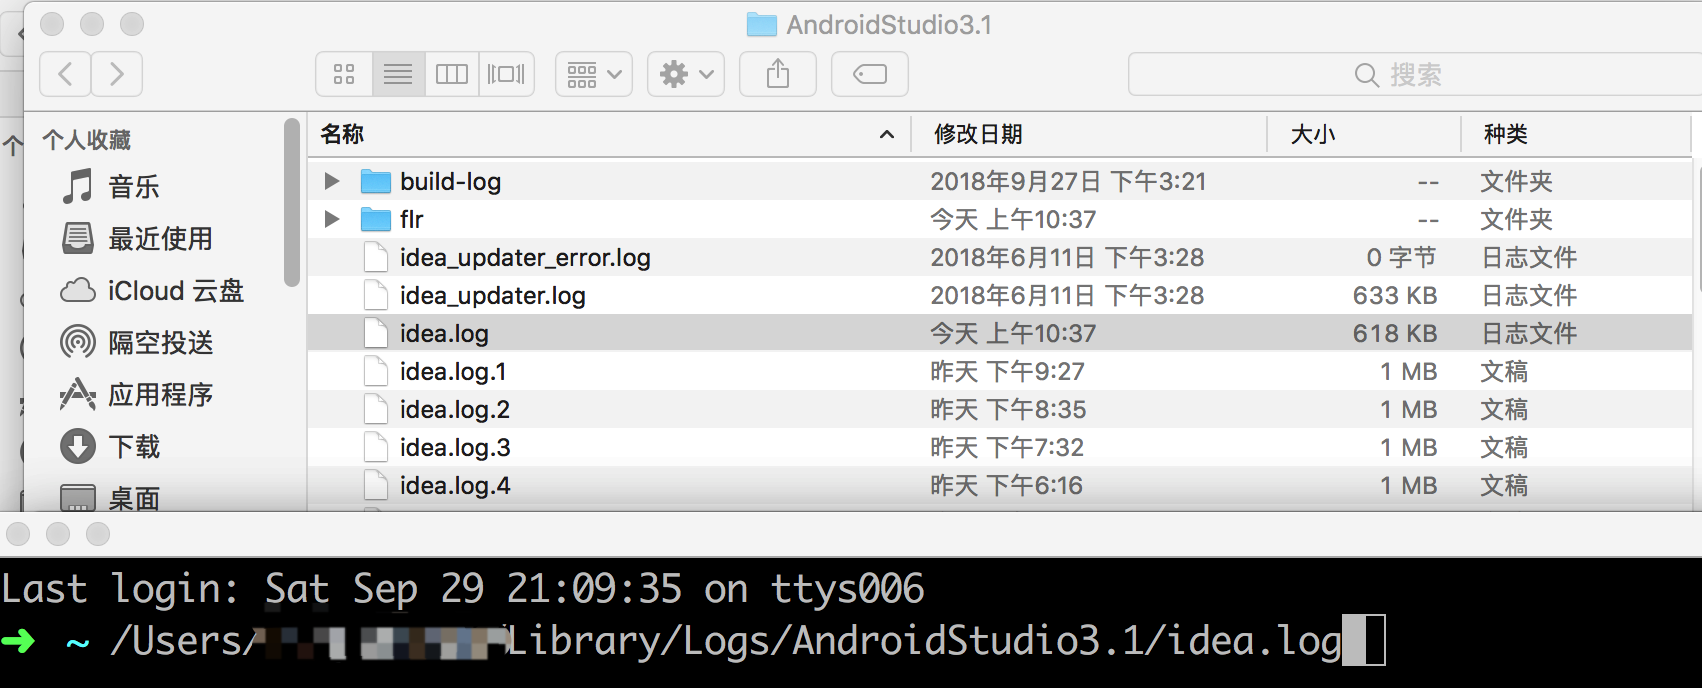 AndroidStudio3.1
搜索
个人收藏
音乐
最近使用
iCloud 云盘
隔空投送
应用程序
下载
桌面
名称 修改日期 大小 种类
build-log 2018年9月27日 下午3:21 -- 文件夹
flr 今天 上午10:37 -- 文件夹
idea_updater_error.log 2018年6月11日 下午3:28 0 字节 日志文件
idea_updater.log 2018年6月11日 下午3:28 633 KB 日志文件
idea.log 今天 上午10:37 618 KB 日志文件
idea.log.1 昨天 下午9:27 1 MB 文稿
idea.log.2 昨天 下午8:35 1 MB 文稿
idea.log.3 昨天 下午7:32 1 MB 文稿
idea.log.4 昨天 下午6:16 1 MB 文稿
Last login: Sat Sep 29 21:09:35 on ttys006
➜ ~ /Users/ Library/Logs/AndroidStudio3.1/idea.log